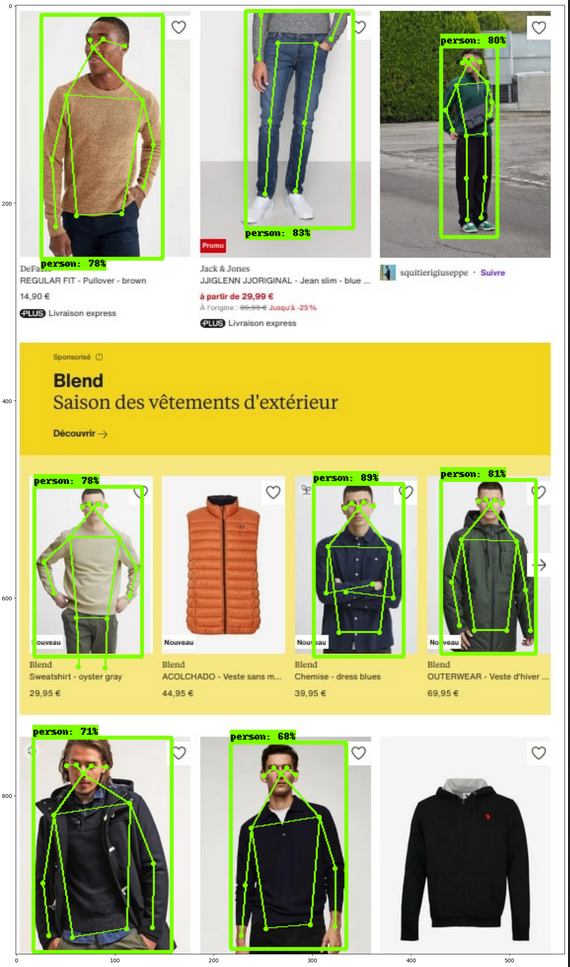 0
person: 80%
200
Promo
person: 83%
person: 78%
REGULAR FIT - Pullover - brown
14,90 €
PLUS Livraison express
Jack & Jones
JJIGLENN JJORIGINAL - Jean slim - blue ...
à partir de 29,99 €
À l'origine : 39,99 € Jusqu'à -25%
PLUS Livraison express
squitierigiuseppe · Suivre
Sponsorisé
Blend
Saison des vêtements d'extérieur
400
Découvrir →
person: 78%
person: 89%
person: 81%
600
Nouveau
Nouveau
Nouveau
Nouveau
Blend
Sweatshirt - oyster gray
29,95 €
Blend
ACOLCHADO - Veste sans m...
44,95 €
Blend
Chemise - dress blues
39,95 €
Blend
OUTERWEAR - Veste d'hiver ...
69,95 €
person: 71%
person: 68%
800
0 100 200 300 400 500